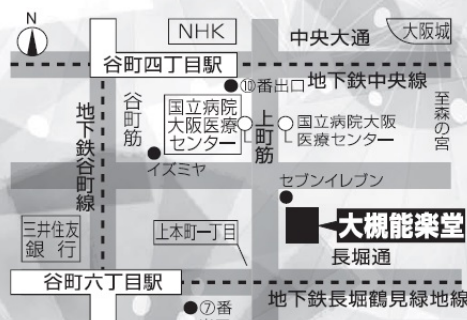 N
NHK
中央大通
大阪城
谷町四丁目駅
⑩番出口
地下鉄中央線
地下鉄谷町線
谷町筋
国立病院
大阪医療
センター
上町筋
国立病院大阪
医療センター
至森の宮
イズミヤ
セブンイレブン
三井住友
銀行
上本町一丁目
大槻能楽堂
長堀通
谷町六丁目駅
地下鉄長堀鶴見緑地線
⑦番